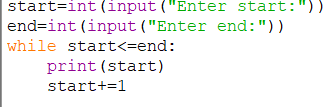 start=int(input("Enter start:"))
end=int(input("Enter end:"))
while start<=end:
    print(start)
    start+=1